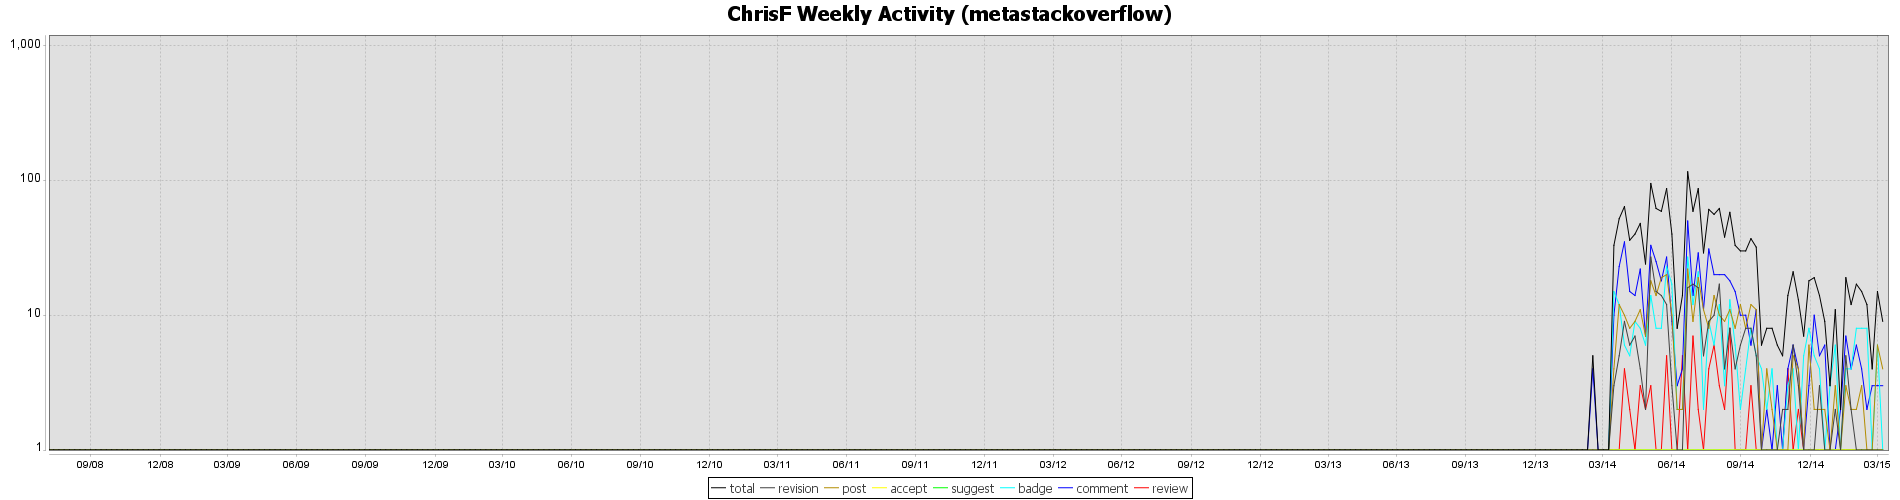 ChrisF Weekly Activity (metastackoverflow)
1,000
100
10
1
09/08 12/08 03/09 06/09 09/09 12/09 03/10 06/10 09/10 12/10 03/11 06/11 09/11 12/11 03/12 06/12 09/12 12/12 03/13 06/13 09/13 12/13 03/14 06/14 09/14 12/14 03/15
total revision post accept suggest badge comment review